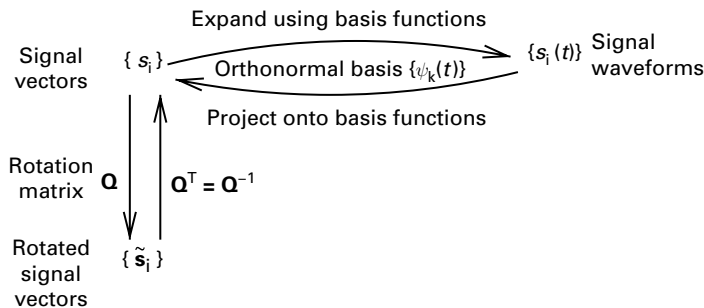 Expand using basis functions
Signal
vectors
{ s_i }
Orthonormal basis {ψ_k(t)}
{s_i (t)}
Signal
waveforms
Project onto basis functions
Rotation
matrix
Q
Q^T = Q^−1
Rotated
signal
vectors
{ s̃_i }